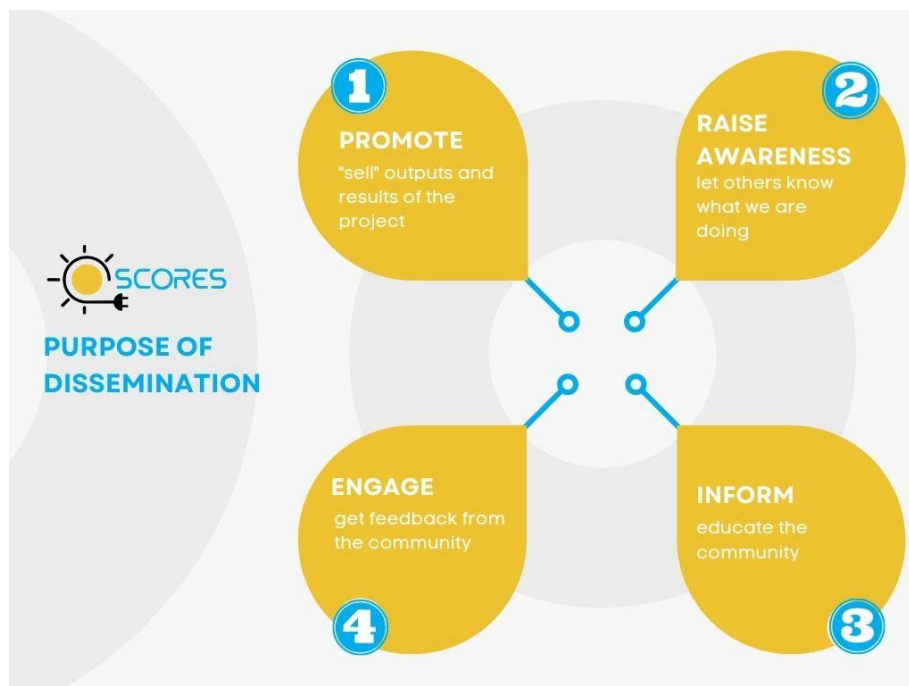 SCORES
PURPOSE OF
DISSEMINATION
1
PROMOTE
"sell" outputs and
results of the
project
2
RAISE
AWARENESS
let others know
what we are
doing
3
INFORM
educate the
community
4
ENGAGE
get feedback from
the community